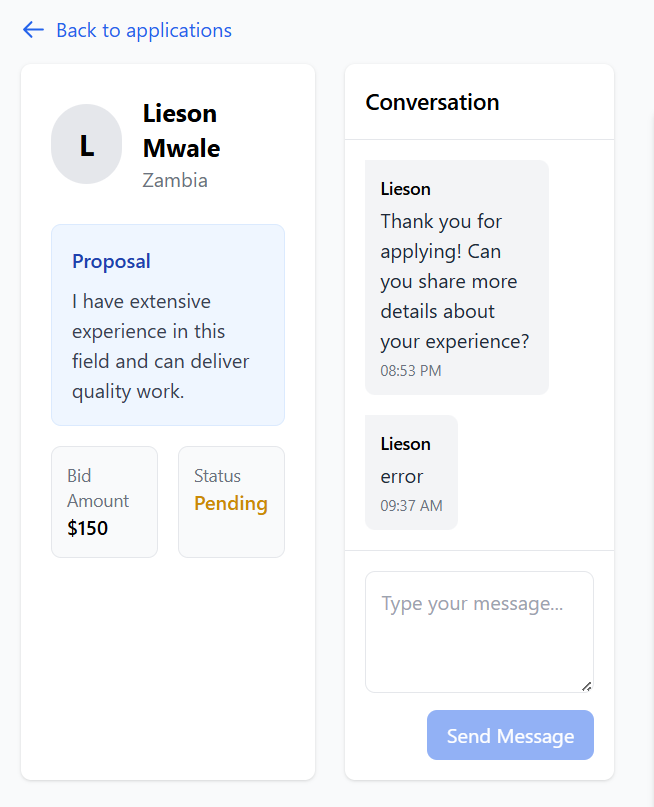 Back to applications
L
Lieson
Mwale
Zambia
Proposal
I have extensive
experience in this
field and can deliver
quality work.
Bid
Amount
$150
Status
Pending
Conversation
Lieson
Thank you for
applying! Can
you share more
details about
your experience?
08:53 PM
Lieson
error
09:37 AM
Type your message...
Send Message